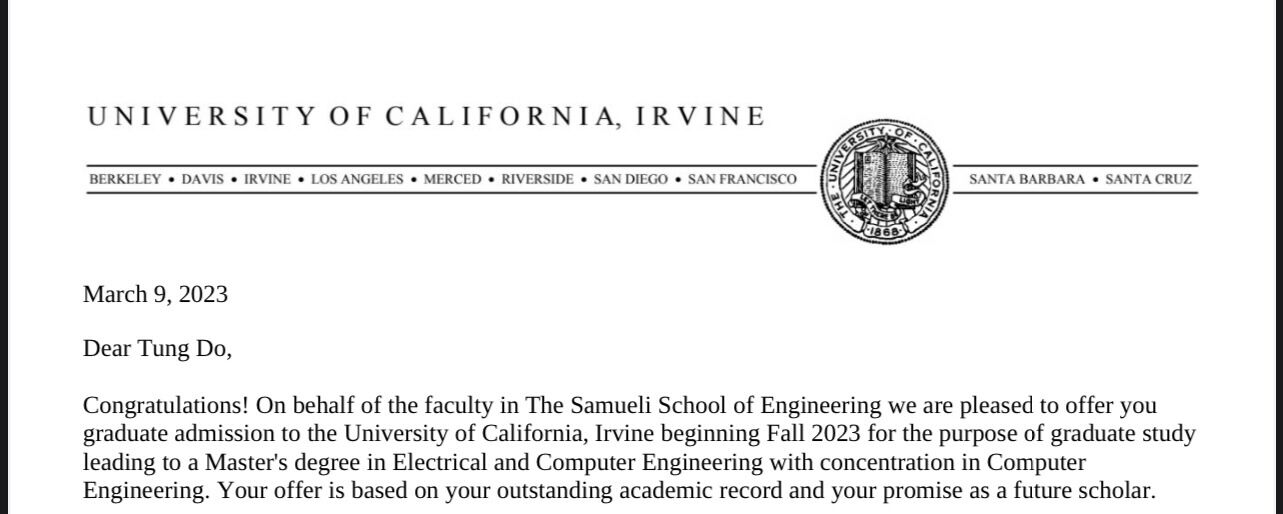 UNIVERSITY OF CALIFORNIA, IRVINE
BERKELEY • DAVIS • IRVINE • LOS ANGELES • MERCED • RIVERSIDE • SAN DIEGO • SAN FRANCISCO
SANTA BARBARA • SANTA CRUZ
THE · UNIVERSITY · OF · CALIFORNIA ·
·1868·
March 9, 2023
Dear Tung Do,
Congratulations! On behalf of the faculty in The Samueli School of Engineering we are pleased to offer you
graduate admission to the University of California, Irvine beginning Fall 2023 for the purpose of graduate study
leading to a Master's degree in Electrical and Computer Engineering with concentration in Computer
Engineering. Your offer is based on your outstanding academic record and your promise as a future scholar.